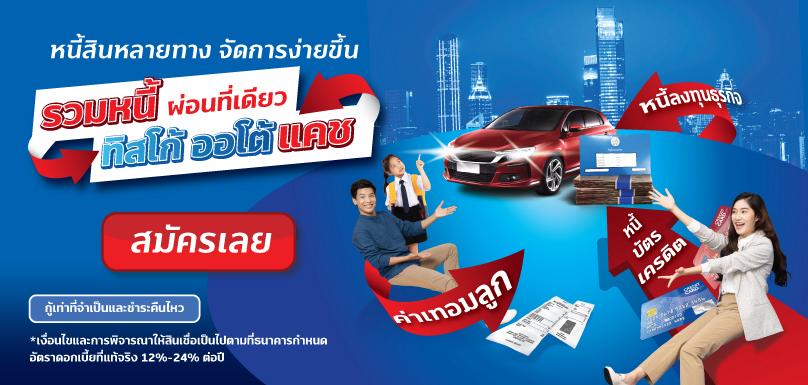 หนี้สินหลายทาง จัดการง่ายขึ้น
รวมหนี้ ผ่อนที่เดียว
ทิสโก้ ออโต้ แคช
สมัครเลย
กู้เท่าที่จำเป็นและชำระคืนไหว
*เงื่อนไขและการพิจารณาให้สินเชื่อเป็นไปตามที่ธนาคารกำหนด
อัตราดอกเบี้ยที่แท้จริง 12%-24% ต่อปี
หนี้ลงทุนธุรกิจ
หนี้
บัตร
เครดิต
ค่าเทอมลูก
CREDIT
CARD